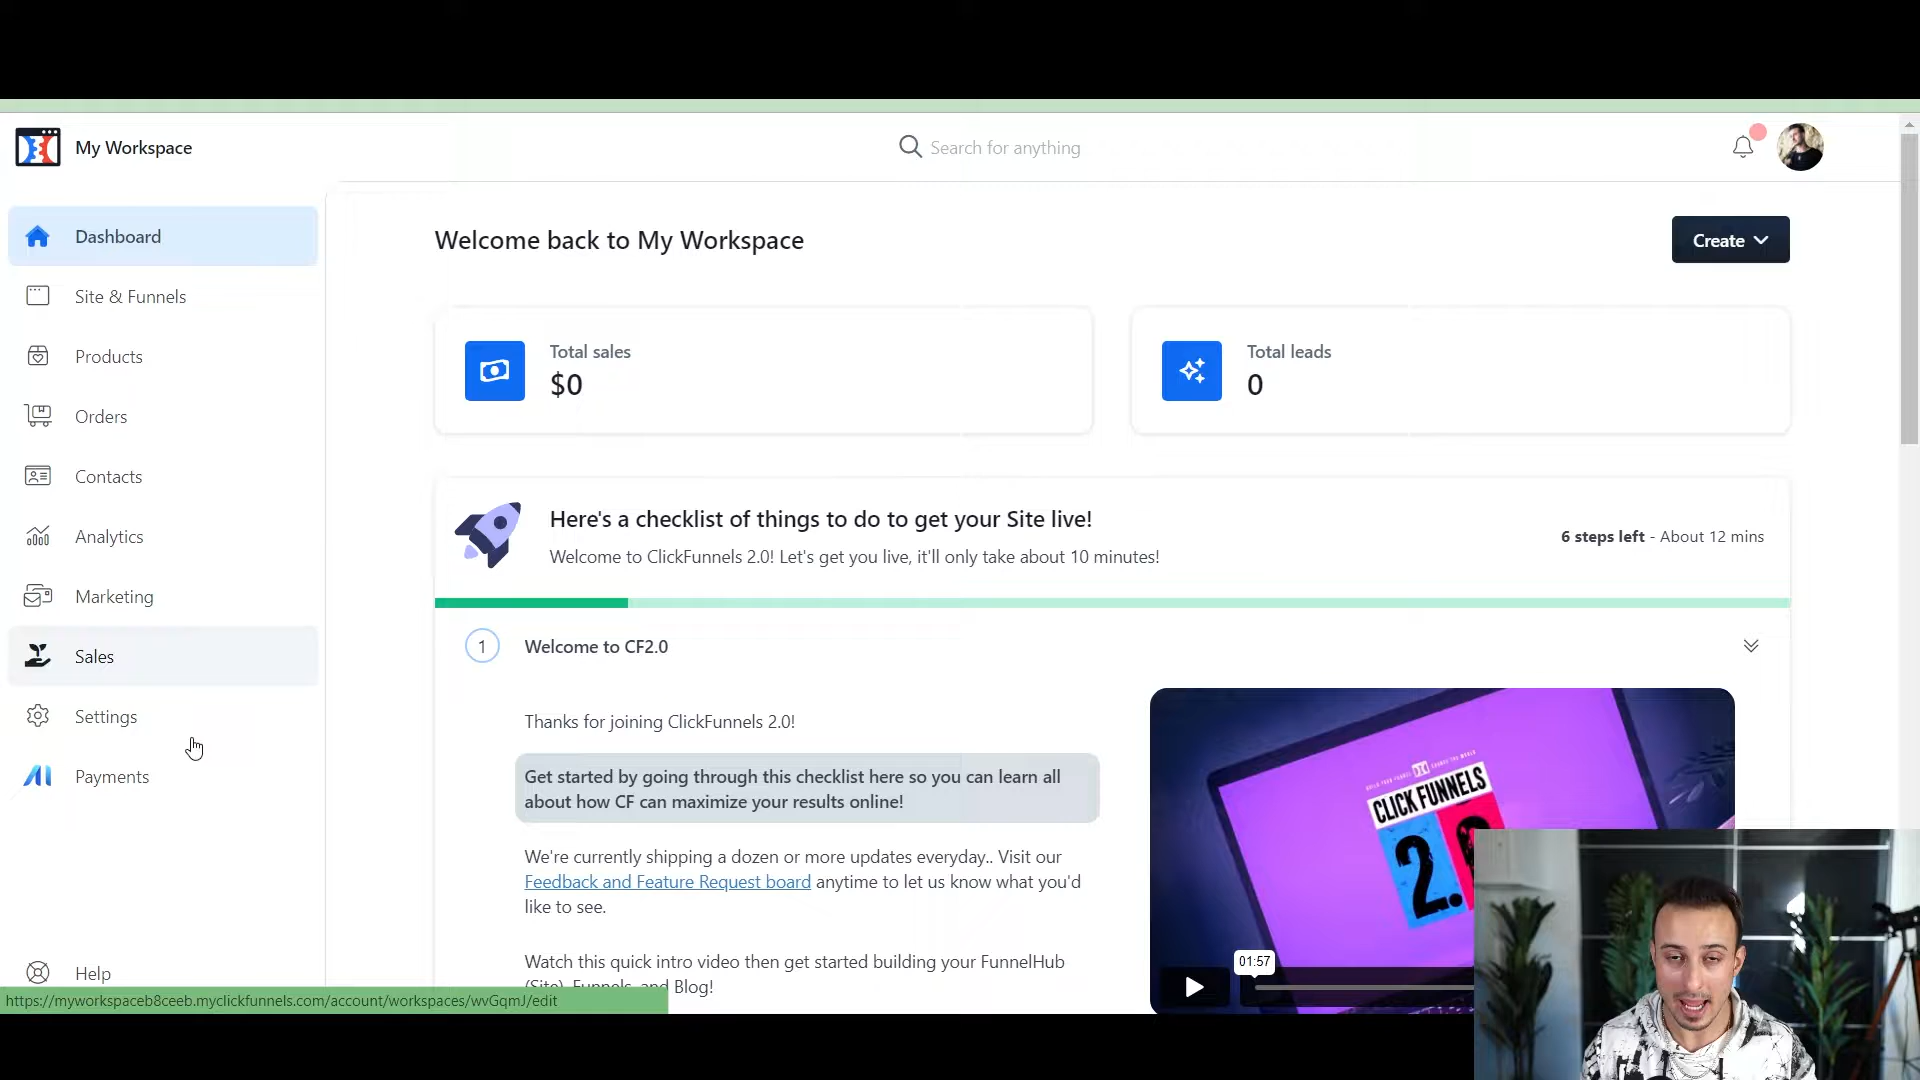 My Workspace
Search for anything
Dashboard
Site & Funnels
Products
Orders
Contacts
Analytics
Marketing
Sales
Settings
Payments
Help
Welcome back to My Workspace
Create
Total sales
$0
Total leads
0
Here's a checklist of things to do to get your Site live!
Welcome to ClickFunnels 2.0! Let's get you live, it'll only take about 10 minutes!
6 steps left - About 12 mins
1
Welcome to CF2.0
Thanks for joining ClickFunnels 2.0!
Get started by going through this checklist here so you can learn all
about how CF can maximize your results online!
We're currently shipping a dozen or more updates everyday.. Visit our
Feedback and Feature Request board anytime to let us know what you'd
like to see.
Watch this quick intro video then get started building your FunnelHub
(Site), Funnels, and Blog!
CLICK FUNNELS
2.
01:57
https://myworkspaceb8ceeb.myclickfunnels.com/account/workspaces/wvGqmJ/edit